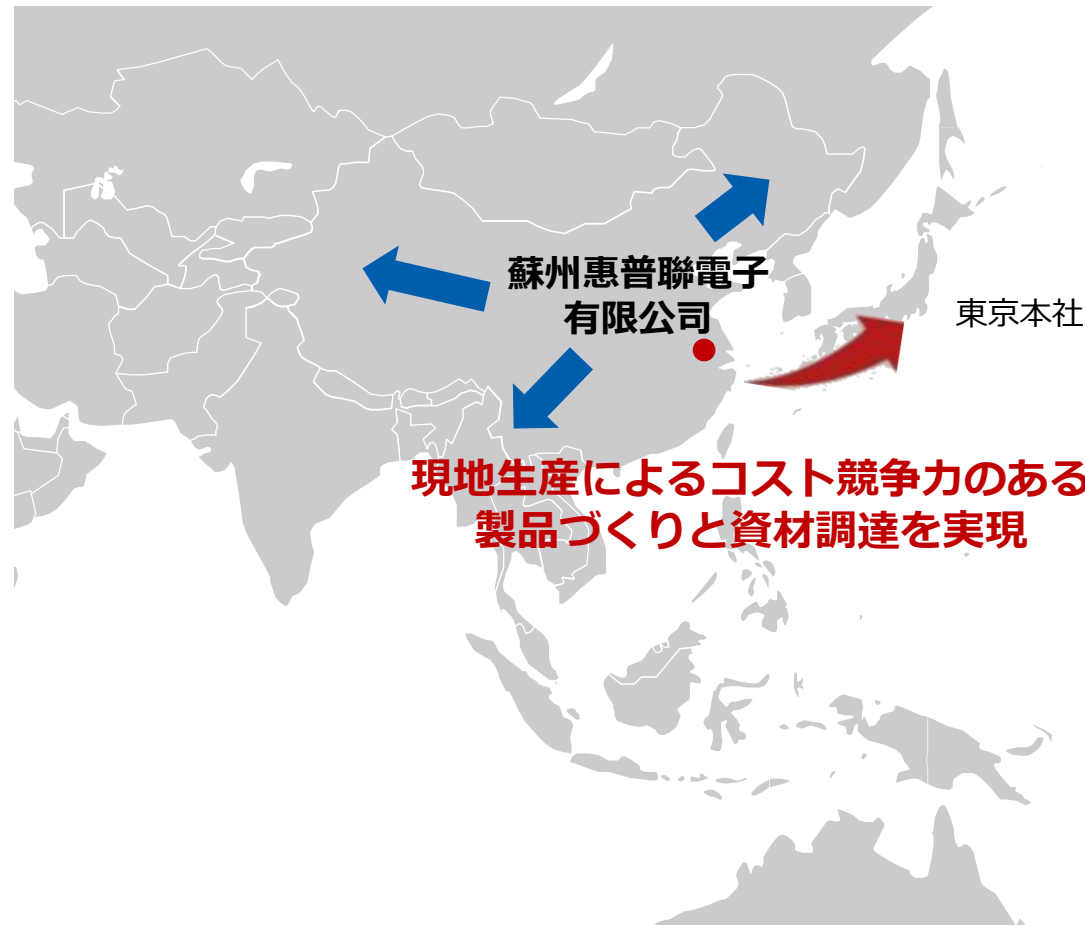 蘇州惠普聯電子
有限公司
東京本社
現地生産によるコスト競争力のある
製品づくりと資材調達を実現